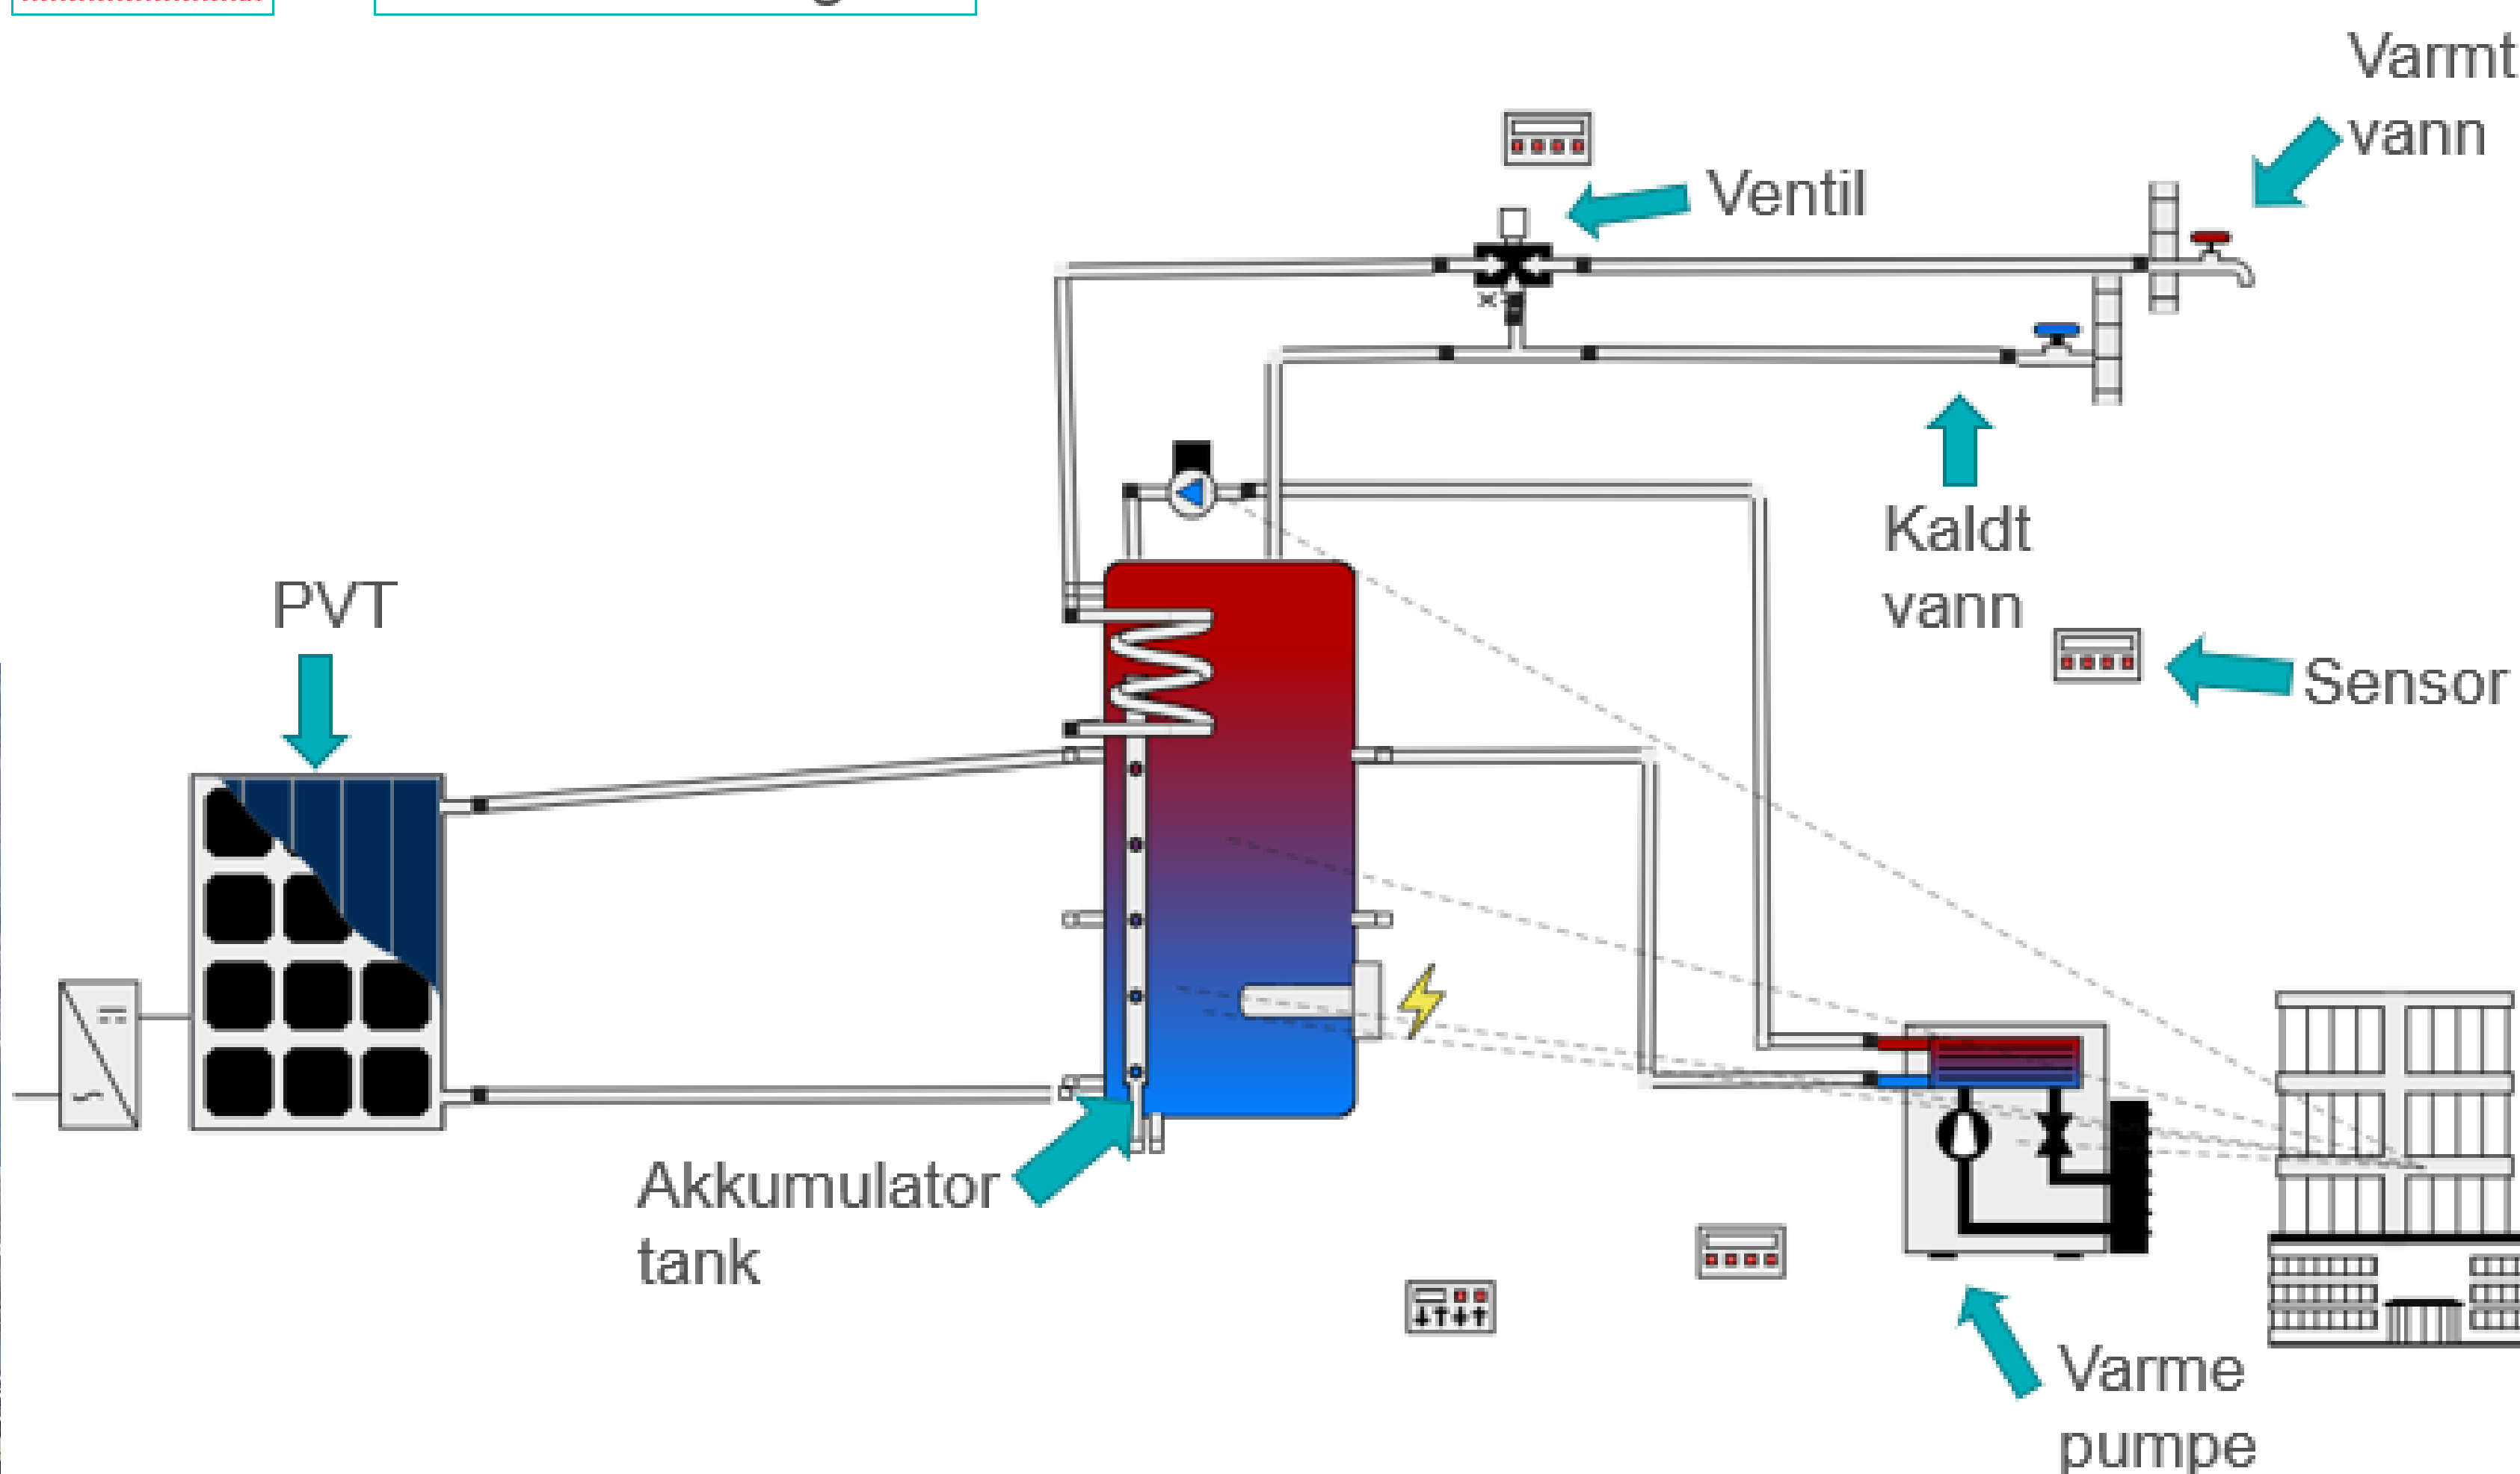 Varmt
vann
Ventil
Kaldt
vann
PVT
Sensor
Akkumulator
tank
Varme
pumpe